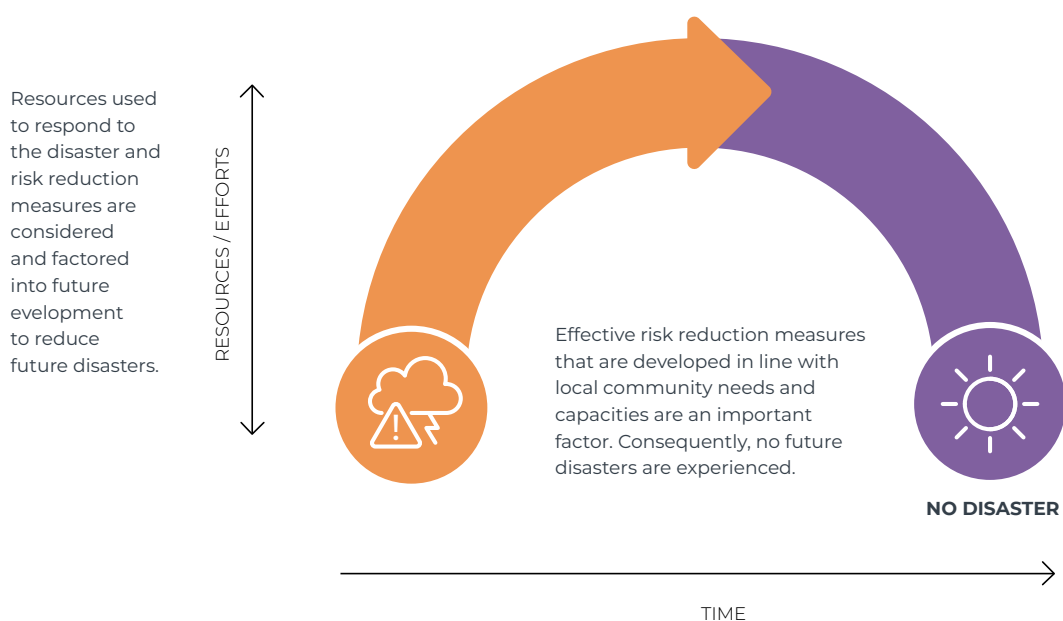 Resources used
to respond to
the disaster and
risk reduction
measures are
considered
and factored
into future
evelopment
to reduce
future disasters.
RESOURCES / EFFORTS
Effective risk reduction measures
that are developed in line with
local community needs and
capacities are an important
factor. Consequently, no future
disasters are experienced.
NO DISASTER
TIME